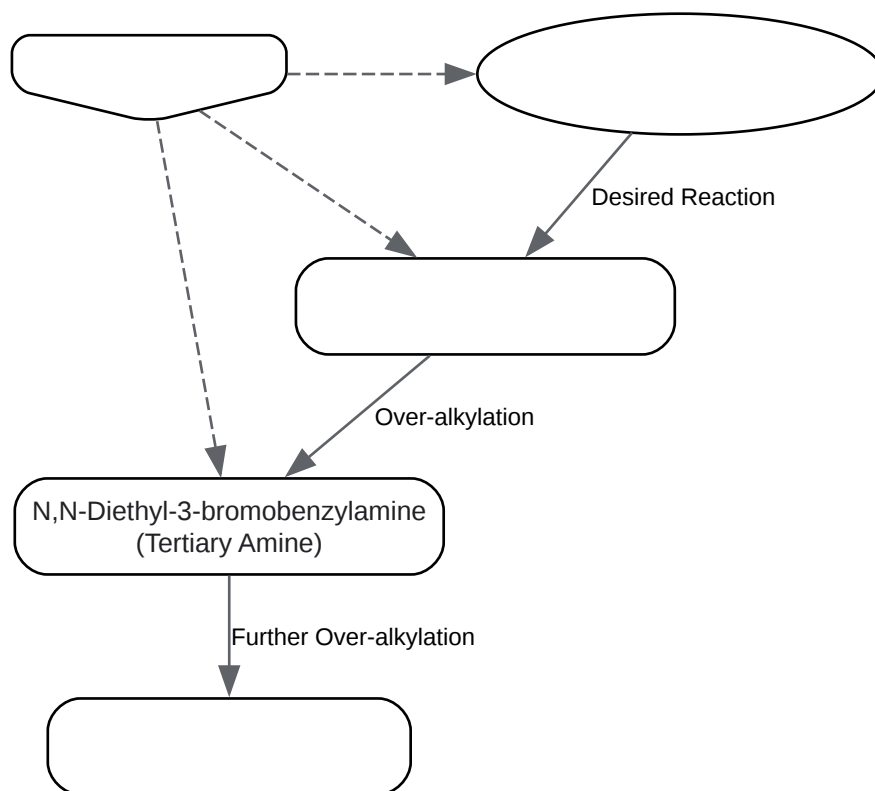 Desired Reaction
Over-alkylation
N,N-Diethyl-3-bromobenzylamine
(Tertiary Amine)
Further Over-alkylation